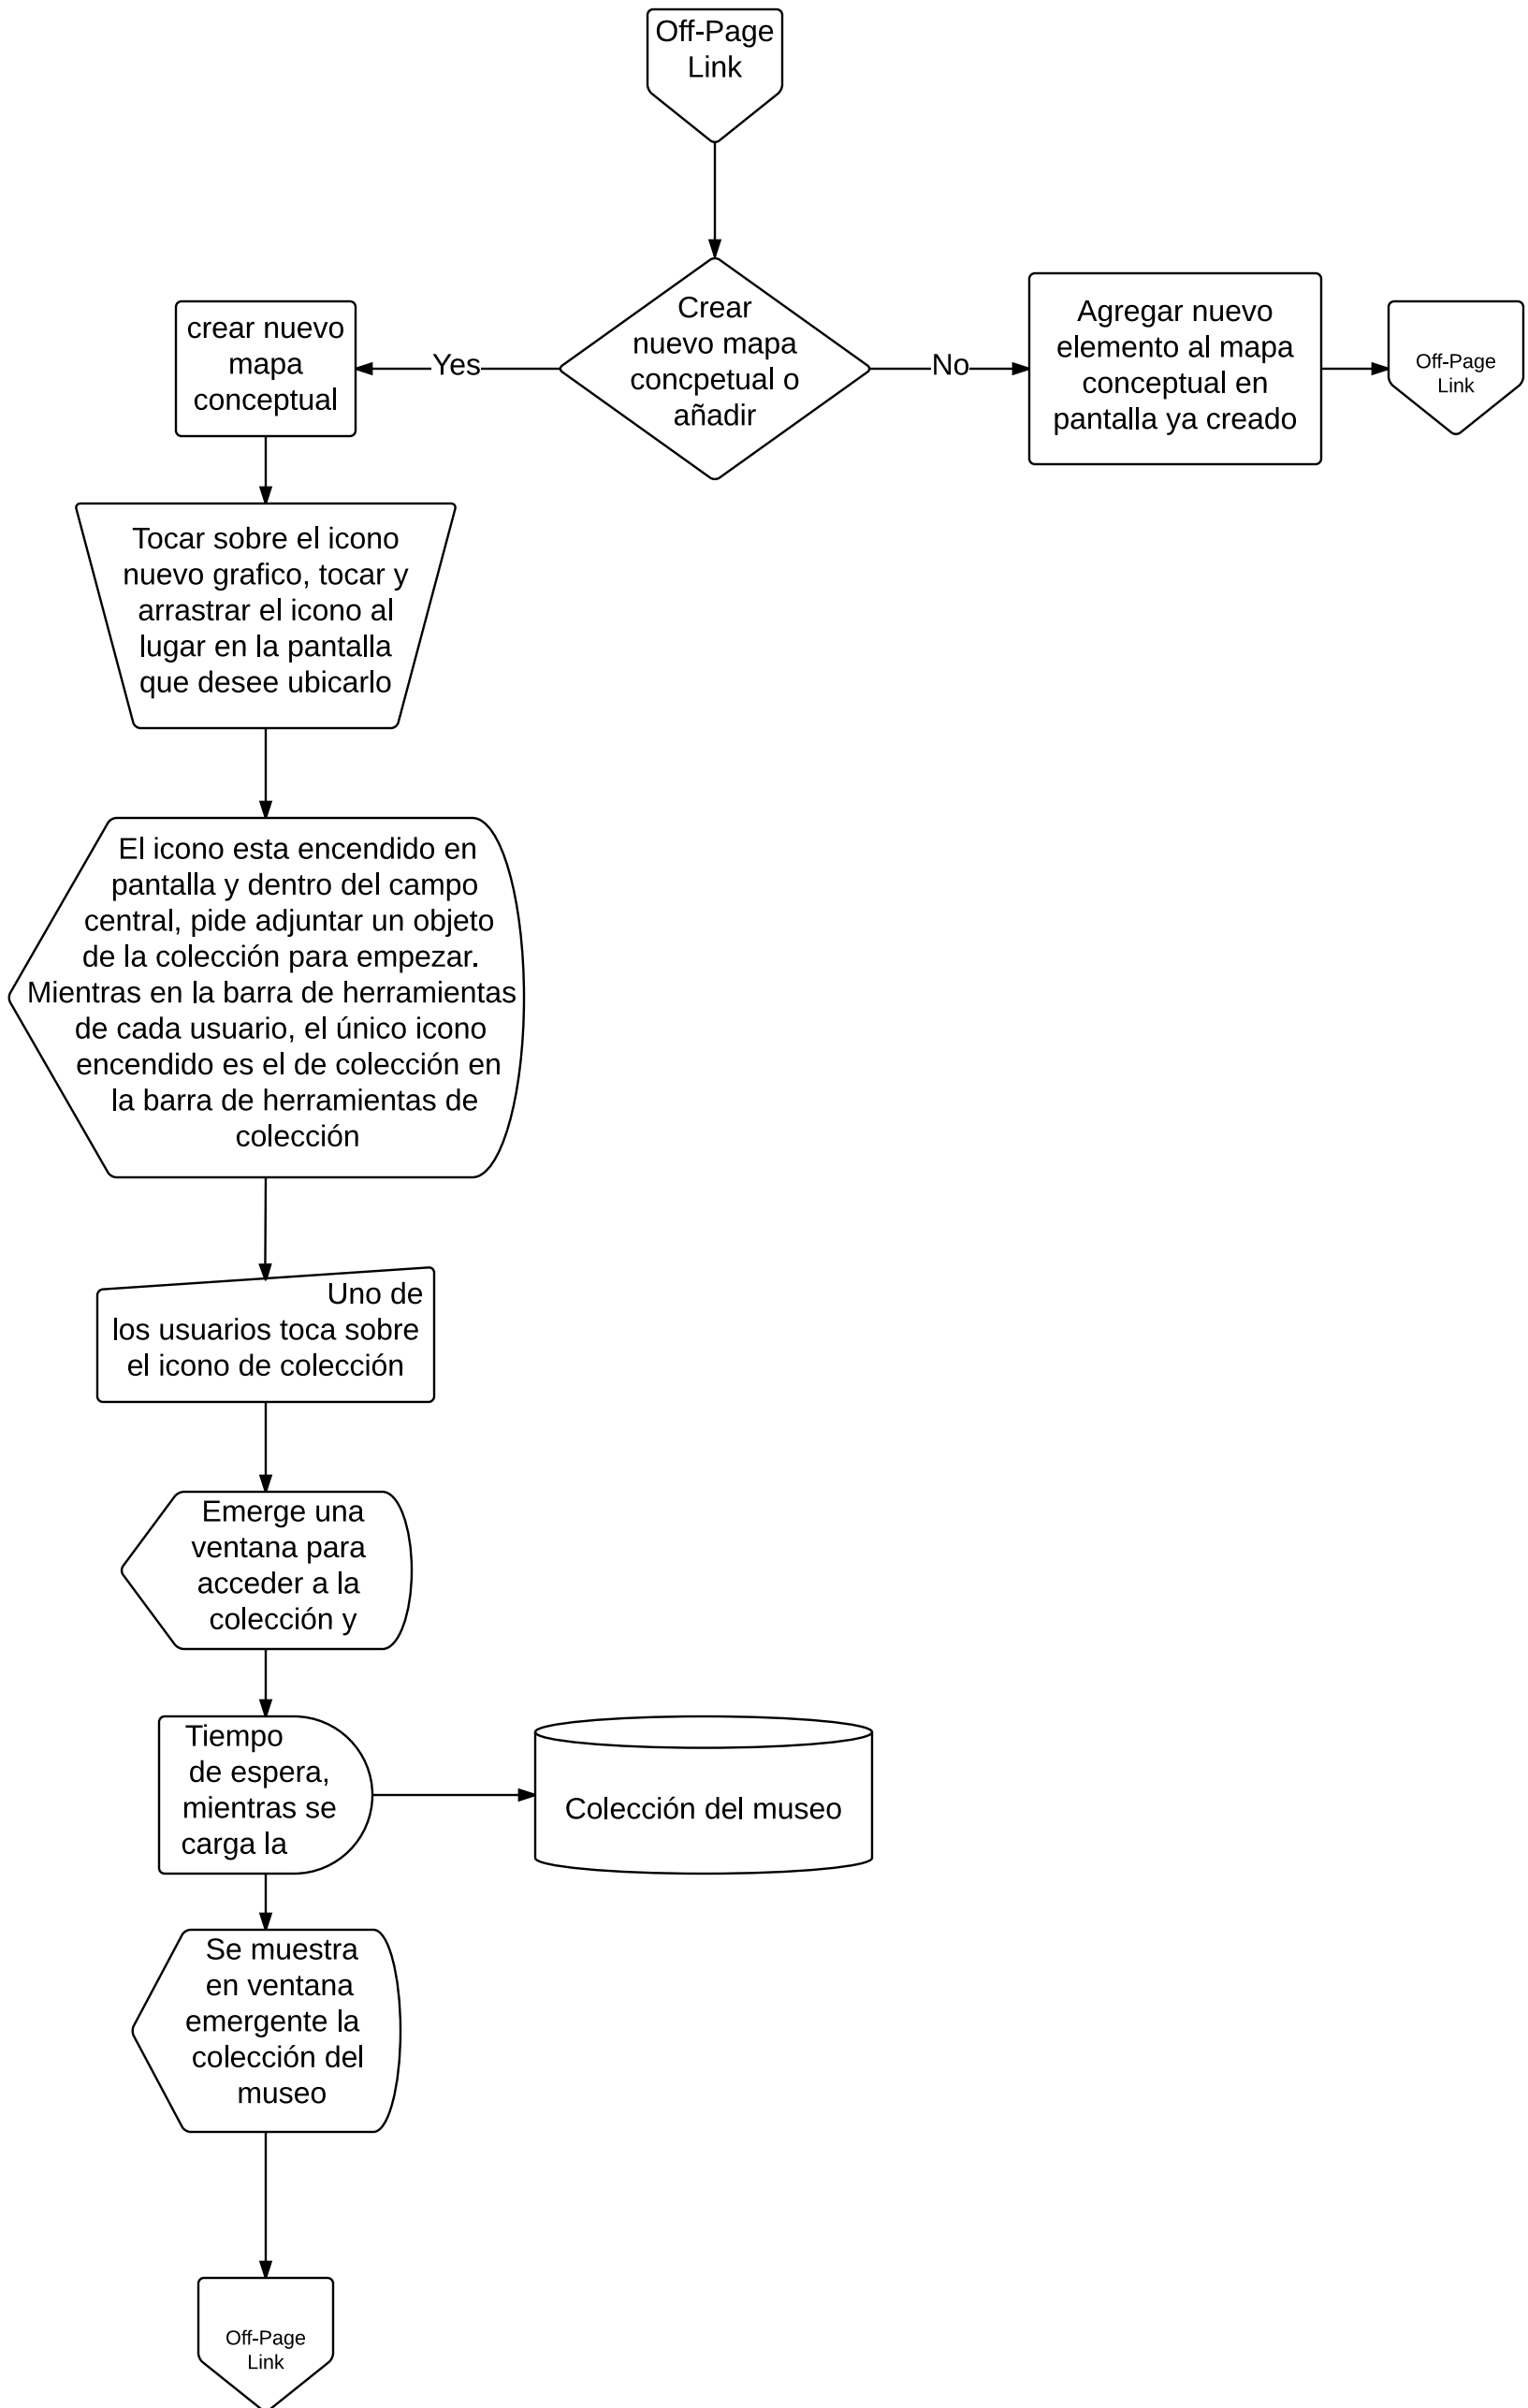 Off-Page
Link
Crear
nuevo mapa
concpetual o
añadir
Yes
No
crear nuevo
mapa
conceptual
Agregar nuevo
elemento al mapa
conceptual en
pantalla ya creado
Off-Page
Link
Tocar sobre el icono
nuevo grafico, tocar y
arrastrar el icono al
lugar en la pantalla
que desee ubicarlo
El icono esta encendido en
pantalla y dentro del campo
central, pide adjuntar un objeto
de la colección para empezar.
Mientras en la barra de herramientas
de cada usuario, el único icono
encendido es el de colección en
la barra de herramientas de
colección
Uno de
los usuarios toca sobre
el icono de colección
Emerge una
ventana para
acceder a la
colección y
Tiempo
de espera,
mientras se
carga la
Colección del museo
Se muestra
en ventana
emergente la
colección del
museo
Off-Page
Link